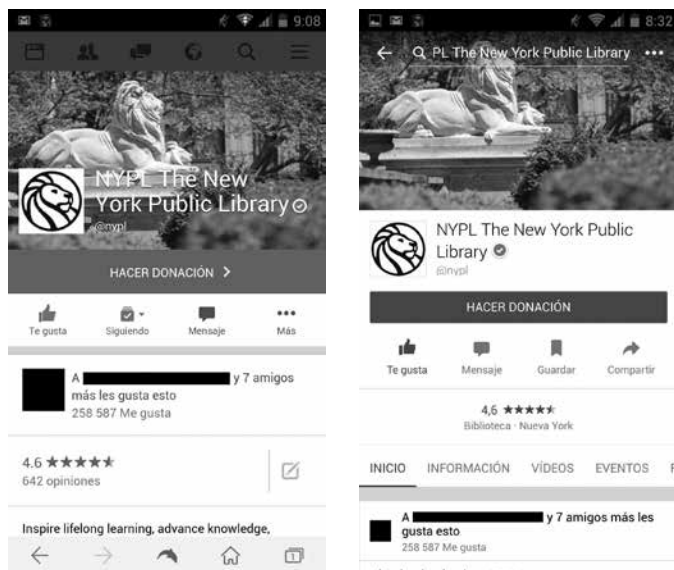 9:08
NYPL The New
York Public Library
@nypl
HACER DONACIÓN
Te gusta
Siguiendo
Mensaje
Más
A y 7 amigos
más les gusta esto
258 587 Me gusta
4.6
642 opiniones
Inspire lifelong learning, advance knowledge,
1
8:32
PL The New York Public Library
NYPL The New York Public
Library
@nypl
HACER DONACIÓN
Te gusta
Mensaje
Guardar
Compartir
4,6
Biblioteca · Nueva York
INICIO INFORMACIÓN VÍDEOS EVENTOS
A y 7 amigos más les
gusta esto
258 587 Me gusta